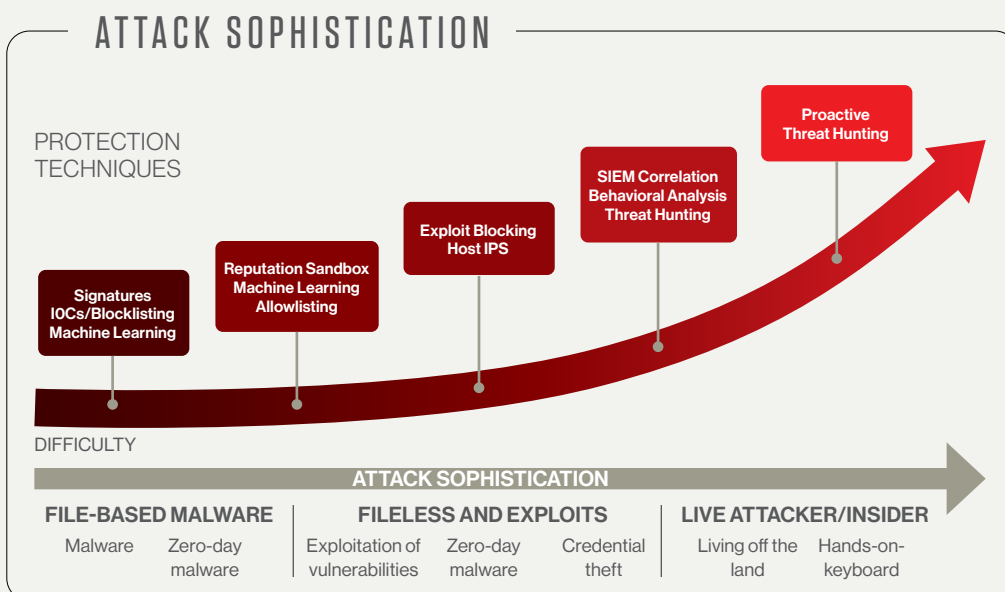 ATTACK SOPHISTICATION
PROTECTION
TECHNIQUES
Signatures
IOCs/Blocklisting
Machine Learning
Reputation Sandbox
Machine Learning
Allowlisting
Exploit Blocking
Host IPS
SIEM Correlation
Behavioral Analysis
Threat Hunting
Proactive
Threat Hunting
DIFFICULTY
ATTACK SOPHISTICATION
FILE-BASED MALWARE
Malware
Zero-day
malware
FILELESS AND EXPLOITS
Exploitation of
vulnerabilities
Zero-day
malware
Credential
theft
LIVE ATTACKER/INSIDER
Living off the
land
Hands-on-
keyboard